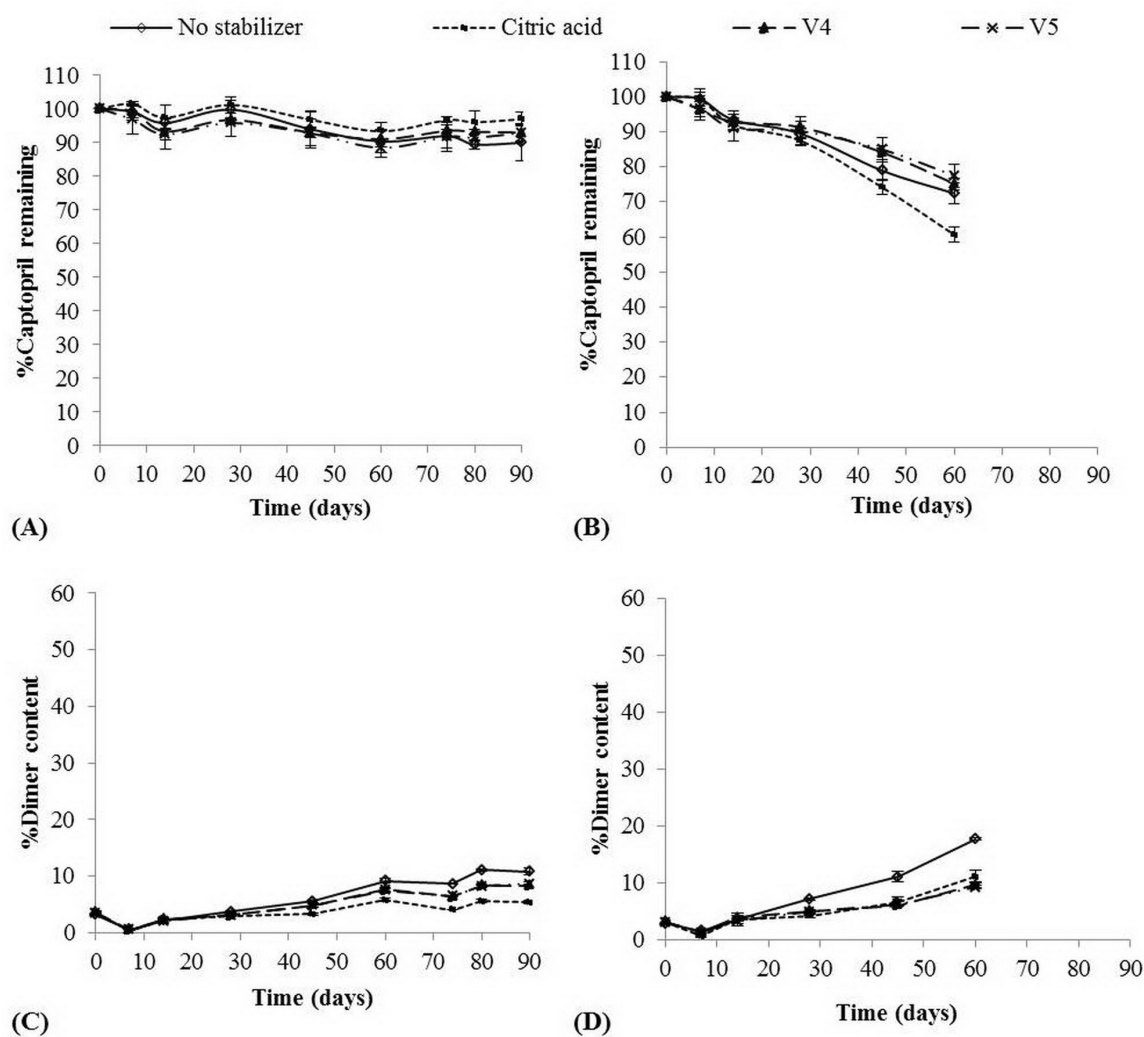 No stabilizer Citric acid V4 V5
110
100
90
80
70
60
50
40
30
20
10
0
%Captopril remaining
0 10 20 30 40 50 60 70 80 90
Time (days)
(A)
110
100
90
80
70
60
50
40
30
20
10
0
%Captopril remaining
0 10 20 30 40 50 60 70 80 90
Time (days)
(B)
60
50
40
30
20
10
0
%Dimer content
0 10 20 30 40 50 60 70 80 90
Time (days)
(C)
60
50
40
30
20
10
0
%Dimer content
0 10 20 30 40 50 60 70 80 90
Time (days)
(D)